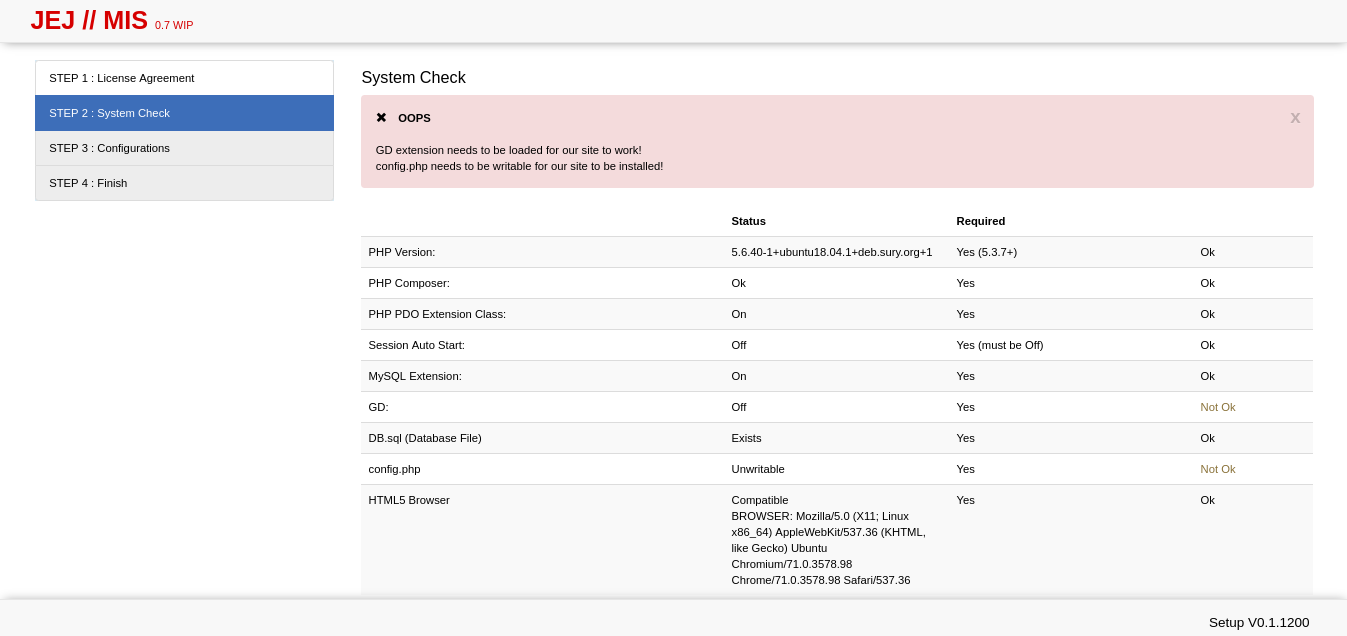 JEJ // MIS 0.7 WIP
STEP 1 : License Agreement
STEP 2 : System Check
STEP 3 : Configurations
STEP 4 : Finish
System Check
✖ OOPS x
GD extension needs to be loaded for our site to work!
config.php needs to be writable for our site to be installed!
Status Required
PHP Version: 5.6.40-1+ubuntu18.04.1+deb.sury.org+1 Yes (5.3.7+) Ok
PHP Composer: Ok Yes Ok
PHP PDO Extension Class: On Yes Ok
Session Auto Start: Off Yes (must be Off) Ok
MySQL Extension: On Yes Ok
GD: Off Yes Not Ok
DB.sql (Database File) Exists Yes Ok
config.php Unwritable Yes Not Ok
HTML5 Browser Compatible Yes Ok
BROWSER: Mozilla/5.0 (X11; Linux
x86_64) AppleWebKit/537.36 (KHTML,
like Gecko) Ubuntu
Chromium/71.0.3578.98
Chrome/71.0.3578.98 Safari/537.36
Setup V0.1.1200